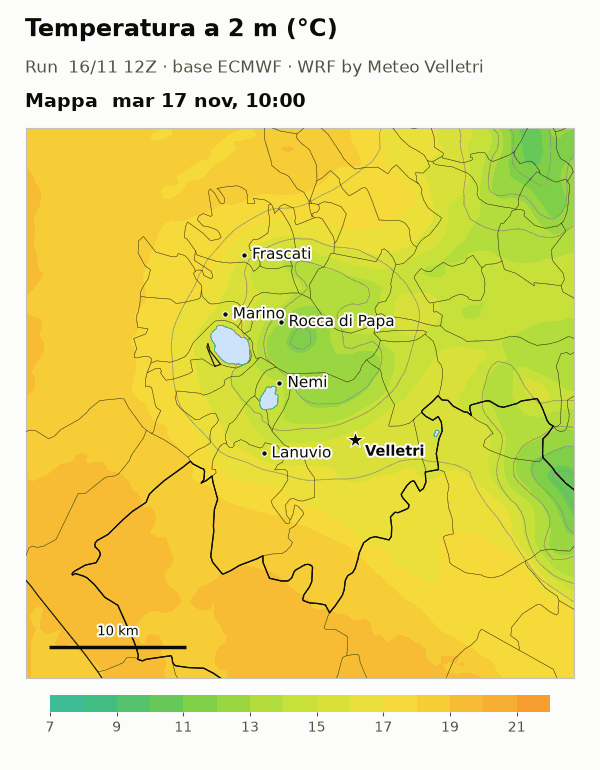 Temperatura a 2 m (°C)
Run  16/11 12Z · base ECMWF · WRF by Meteo Velletri
Mappa  mar 17 nov, 10:00
Frascati
Marino
Rocca di Papa
Nemi
Velletri
Lanuvio
10 km
7 9 11 13 15 17 19 21